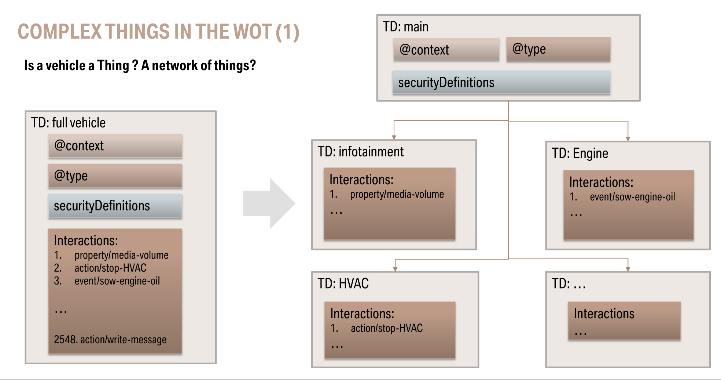 COMPLEX THINGS IN THE WOT (1)
Is a vehicle a Thing ? A network of things?
TD: full vehicle
@context
@type
securityDefinitions
Interactions:
1. property/media-volume
2. action/stop-HVAC
3. event/sow-engine-oil
…
2548. action/write-message
TD: main
@context
@type
securityDefinitions
TD: infotainment
Interactions:
1. property/media-volume
…
TD: Engine
Interactions:
1. event/sow-engine-oil
…
TD: HVAC
Interactions:
1. action/stop-HVAC
…
TD: …
Interactions
…